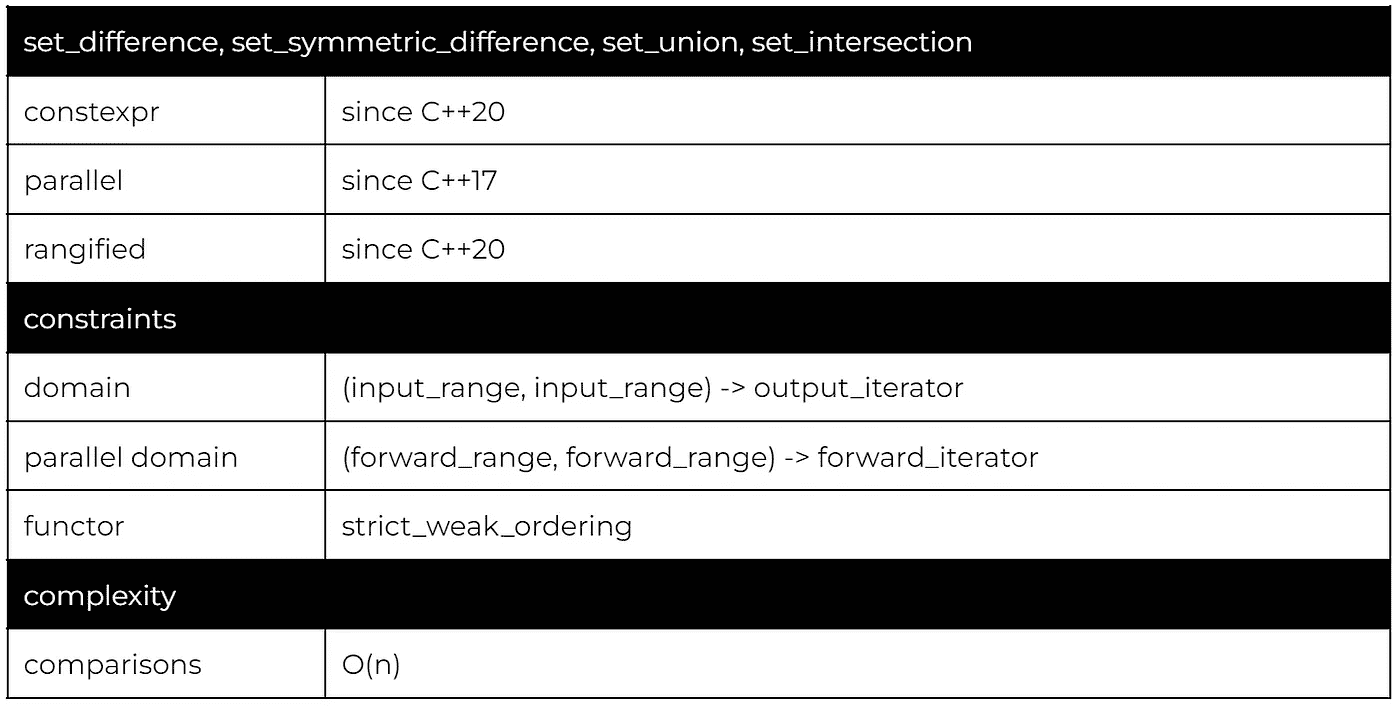 set_difference, set_symmetric_difference, set_union, set_intersection
constexpr since C++20
parallel since C++17
rangified since C++20
constraints
domain (input_range, input_range) -> output_iterator
parallel domain (forward_range, forward_range) -> forward_iterator
functor strict_weak_ordering
complexity
comparisons O(n)